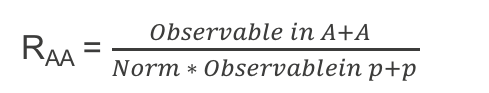 R_AA = Observable in A+A / Norm * Observablein p+p